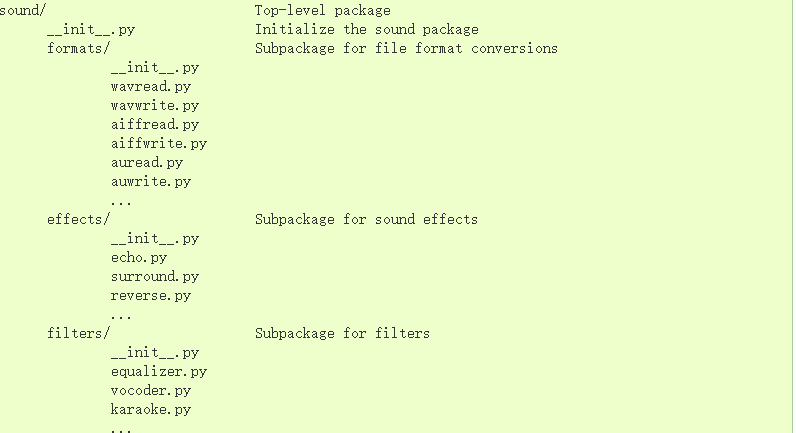 sound/                          Top-level package
      __init__.py               Initialize the sound package
      formats/                  Subpackage for file format conversions
              __init__.py
              wavread.py
              wavwrite.py
              aiffread.py
              aiffwrite.py
              auread.py
              auwrite.py
              ...
      effects/                  Subpackage for sound effects
              __init__.py
              echo.py
              surround.py
              reverse.py
              ...
      filters/                  Subpackage for filters
              __init__.py
              equalizer.py
              vocoder.py
              karaoke.py
              ...